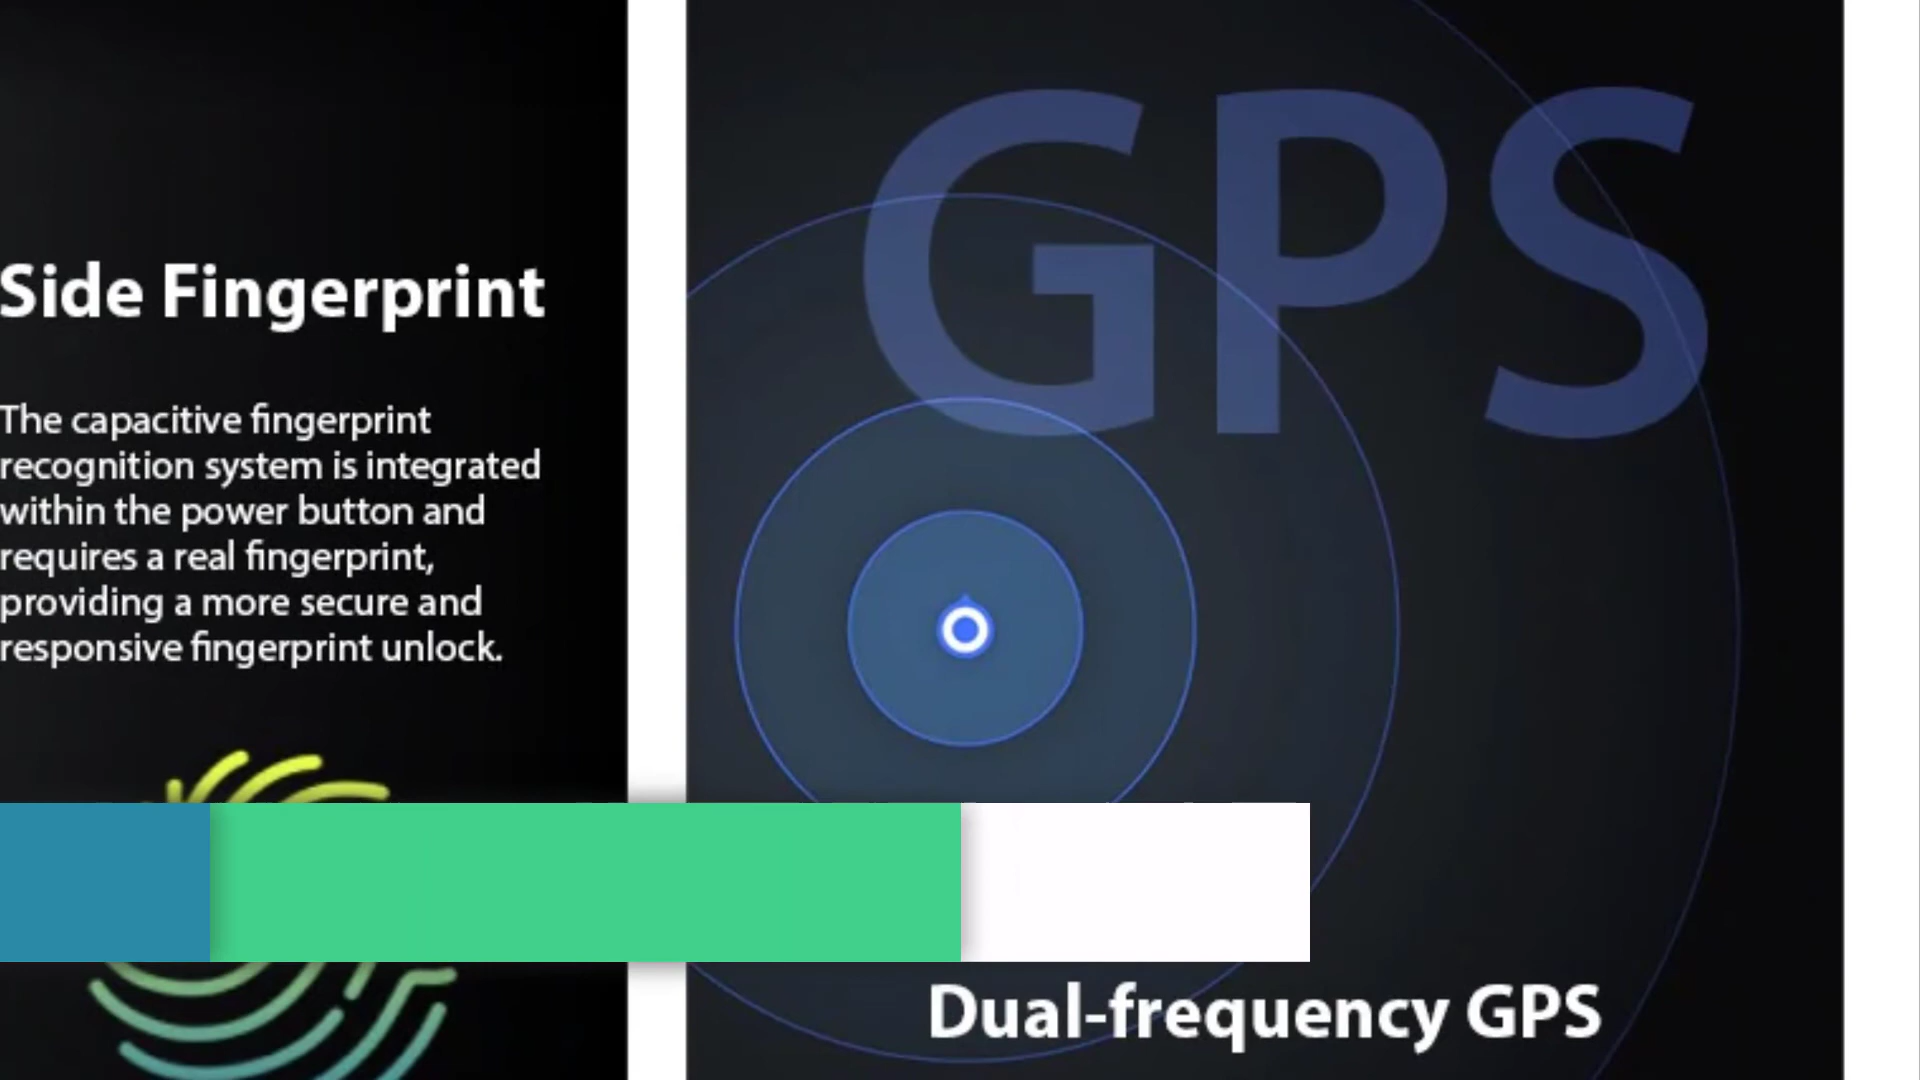 Side Fingerprint
The capacitive fingerprint
recognition system is integrated
within the power button and
requires a real fingerprint,
providing a more secure and
responsive fingerprint unlock.
GPS
Dual-frequency GPS